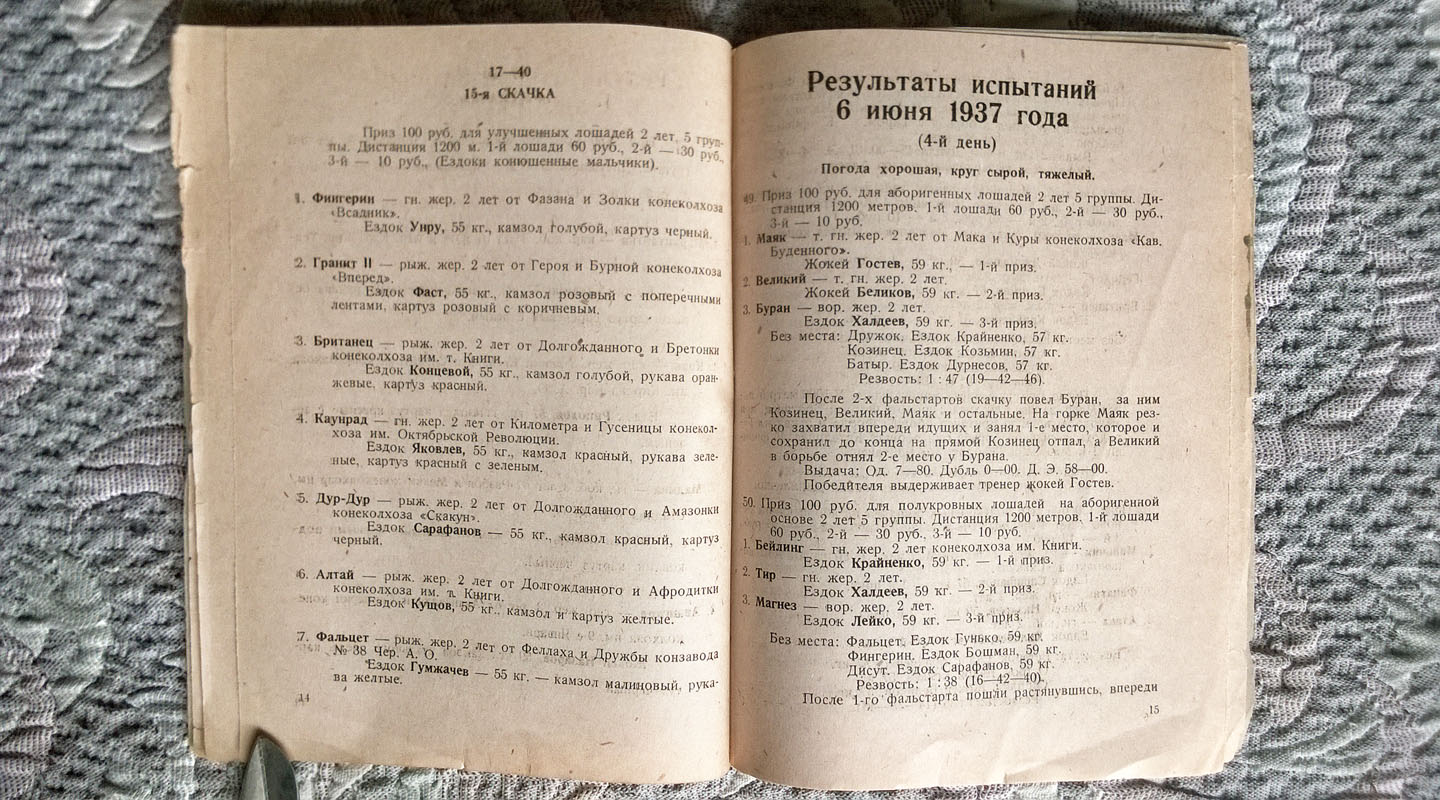 17—40
15-я СКАЧКА
Приз 100 руб. для улучшенных лошадей 2 лет, 5 груп-
пы. Дистанция 1200 м. 1-й лошади 60 руб., 2-й — 30 руб.,
3-й — 10 руб., (Ездоки конюшенные мальчики).
1. Фингерин — гн. жер. 2 лет от Фазана и Золки конеколхоза
«Всадник».
Ездок Унру, 55 кг., камзол голубой, картуз черный.
2. Гранит II — рыж. жер. 2 лет от Героя и Бурной конеколхоза
«Вперед».
Ездок Фаст, 55 кг., камзол розовый с поперечными
лентами, картуз розовый с коричневым.
3. Британец — рыж. жер. 2 лет от Долгожданного и Бретонки
конеколхоза им. т. Книги.
Ездок Концевой, 55 кг., камзол голубой, рукава оран-
жевые, картуз красный.
4. Каунрад — гн. жер. 2 лет от Километра и Гусеницы конекол-
хоза им. Октябрьской Революции.
Ездок Яковлев, 55 кг., камзол красный, рукава зеле-
ные, картуз красный с зеленым.
5. Дур-Дур — рыж. жер. 2 лет от Долгожданного и Амазонки
конеколхоза «Скакун».
Ездок Сарафанов — 55 кг., камзол красный, картуз
черный.
6. Алтай — рыж. жер. 2 лет от Долгожданного и Афродитки
конеколхоза им. т. Книги.
Ездок Кущов, 55 кг., камзол и картуз желтые.
7. Фальцет — рыж. жер. 2 лет от Феллаха и Дружбы конзавода
№ 38 Чер. А. О.
Ездок Гумжачев — 55 кг. — камзол малиновый, рука-
ва желтые.
14
Результаты испытаний
6 июня 1937 года
(4-й день)
Погода хорошая, круг сырой, тяжелый.
49. Приз 100 руб. для аборигенных лошадей 2 лет 5 группы. Ди-
станция 1200 метров. 1-й лошади 60 руб., 2-й — 30 руб.,
3-й — 10 руб.
1. Маяк — т. гн. жер. 2 лет от Мака и Куры конеколхоза «Кав.
Буденного».
Жокей Гостев, 59 кг., — 1-й приз.
2. Великий — т. гн. жер. 2 лет.
Жокей Беликов, 59 кг. — 2-й приз.
3. Буран — вор. жер. 2 лет.
Ездок Халдеев, 59 кг. — 3-й приз.
Без места: Дружок. Ездок Крайненко, 57 кг.
Козинец. Ездок Козьмин, 57 кг.
Батыр. Ездок Дурнесов, 57 кг.
Резвость: 1 : 47 (19—42—46).
После 2-х фальстартов скачку повел Буран, за ним
Козинец, Великий, Маяк и остальные. На горке Маяк рез-
ко захватил впереди идущих и занял 1-е место, которое и
сохранил до конца на прямой Козинец отпал, а Великий
в борьбе отнял 2-е место у Бурана.
Выдача: Од. 7—80. Дубль 0—00. Д. Э. 58—00.
Победителя выдерживает тренер жокей Гостев.
50. Приз 100 руб. для полукровных лошадей на аборигенной
основе 2 лет 5 группы. Дистанция 1200 метров, 1-й лошади
60 руб., 2-й — 30 руб., 3-й — 10 руб.
1. Бейлинг — гн. жер. 2 лет конеколхоза им. Книги.
Ездок Крайненко, 59 кг. — 1-й приз.
2. Тир — гн. жер. 2 лет.
Ездок Халдеев, 59 кг. — 2-й приз.
3. Магнез — вор. жер. 2 лет.
Ездок Лейко, 59 кг. — 3-й приз.
Без места: Фальцет. Ездок Гунько, 59 кг.
Фингерин. Ездок Бошман, 59 кг.
Дисут. Ездок Сарафанов, 59 кг.
Резвость: 1 : 38 (16—42—40).
После 1-го фальстарта пошли растянувшись, впереди
15